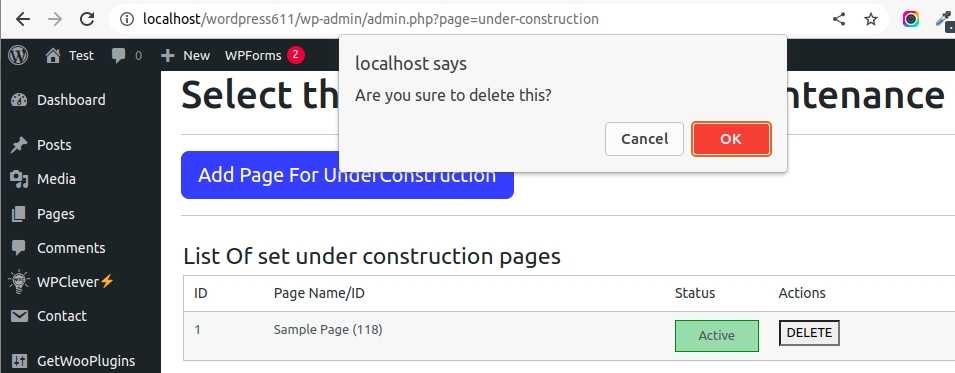 localhost/wordpress611/wp-admin/admin.php?page=under-construction
Test 0 New WPForms 2
localhost says
Are you sure to delete this?
Cancel OK
Dashboard
Posts
Media
Pages
Comments
WPClever⚡
Contact
GetWooPlugins
Select th ntenance
Add Page For UnderConstruction
List Of set under construction pages
ID Page Name/ID Status Actions
1 Sample Page (118) Active DELETE